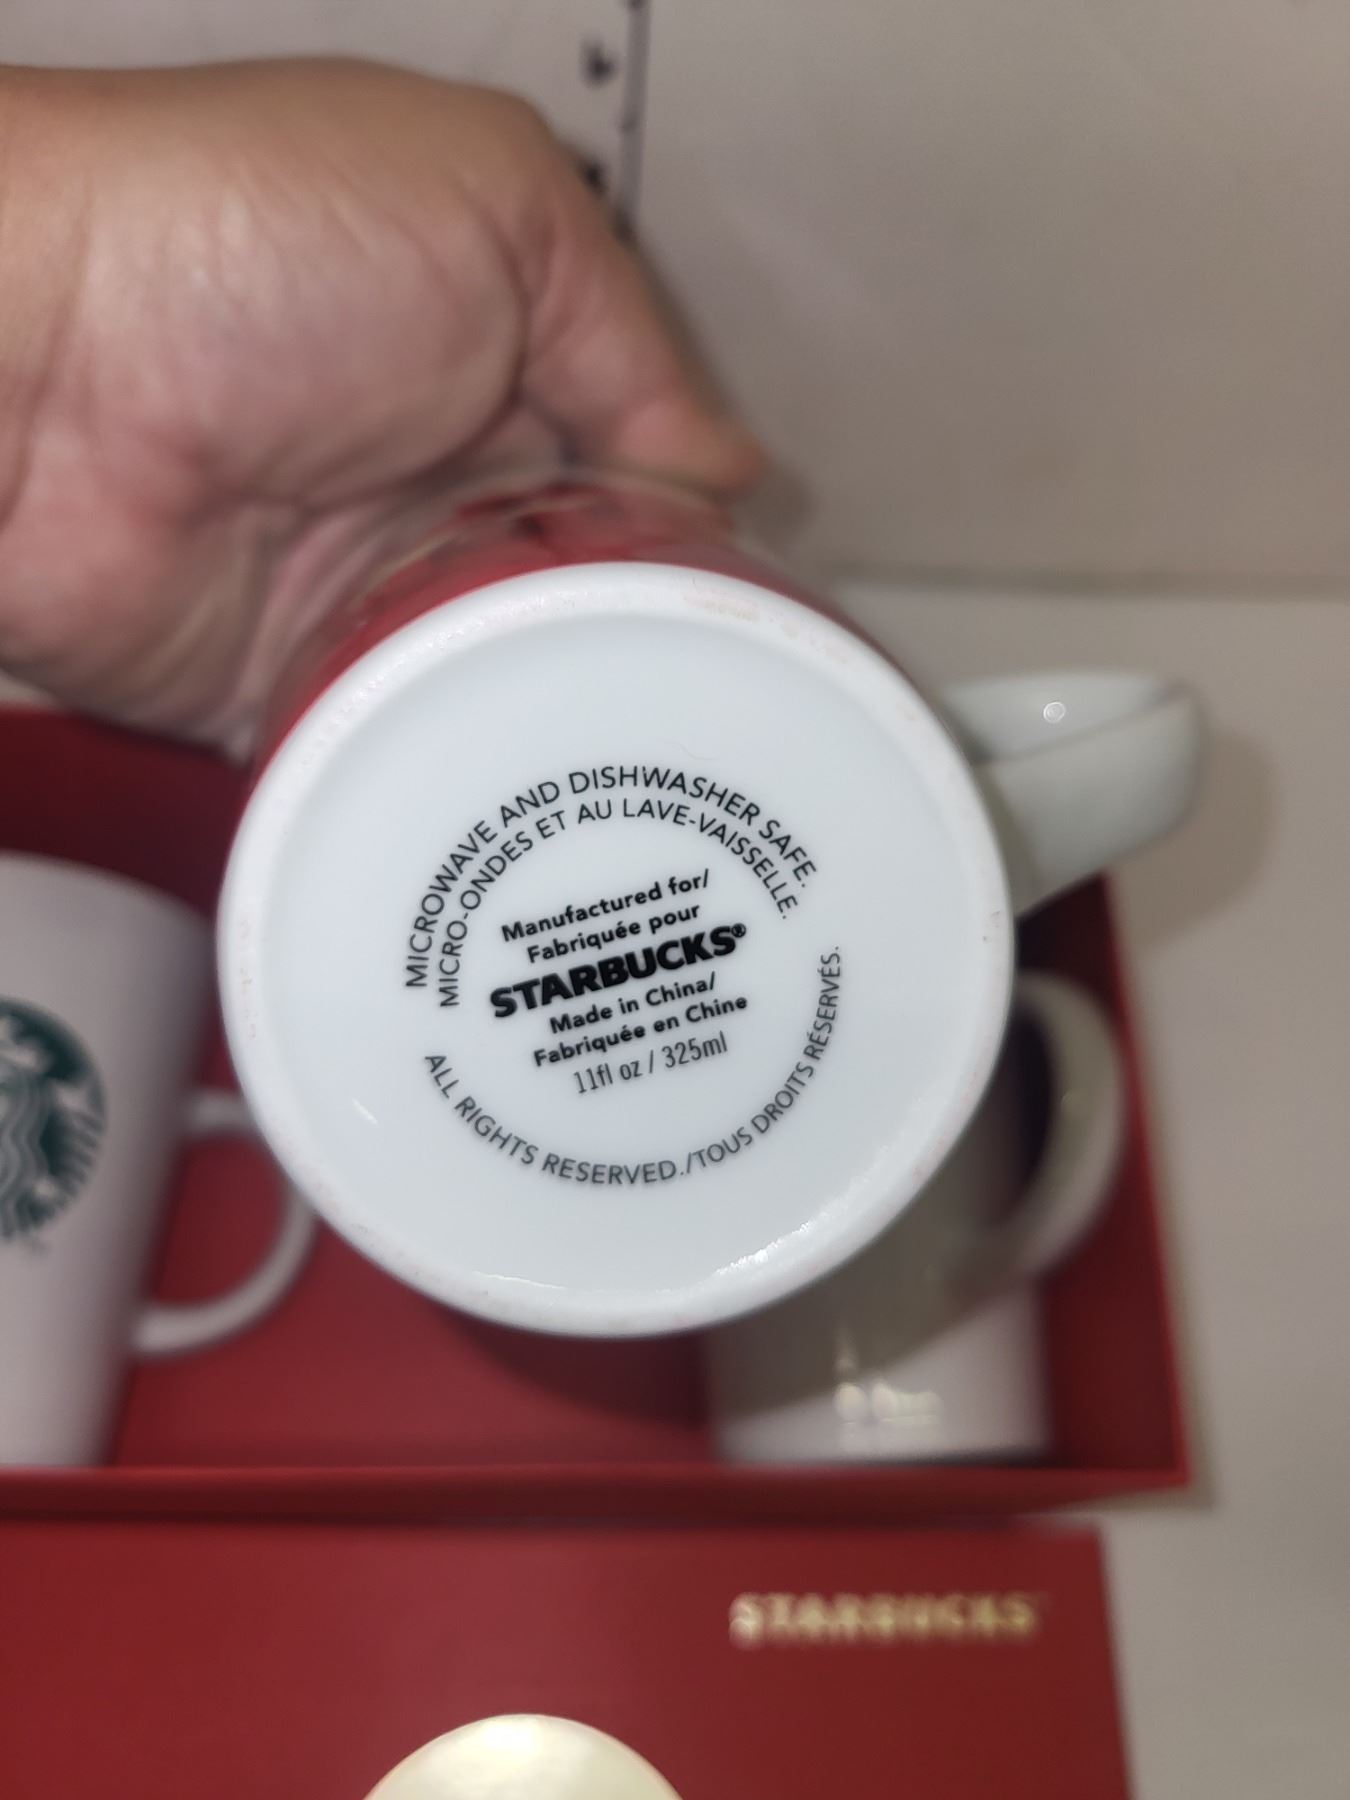 MICROWAVE AND DISHWASHER SAFE.
MICRO-ONDES ET AU LAVE-VAISSELLE.
Manufactured for/
Fabriquée pour
STARBUCKS®
Made in China/
Fabriquée en Chine
11fl oz / 325ml
ALL RIGHTS RESERVED./TOUS DROITS RÉSERVÉS.
STARBUCKS